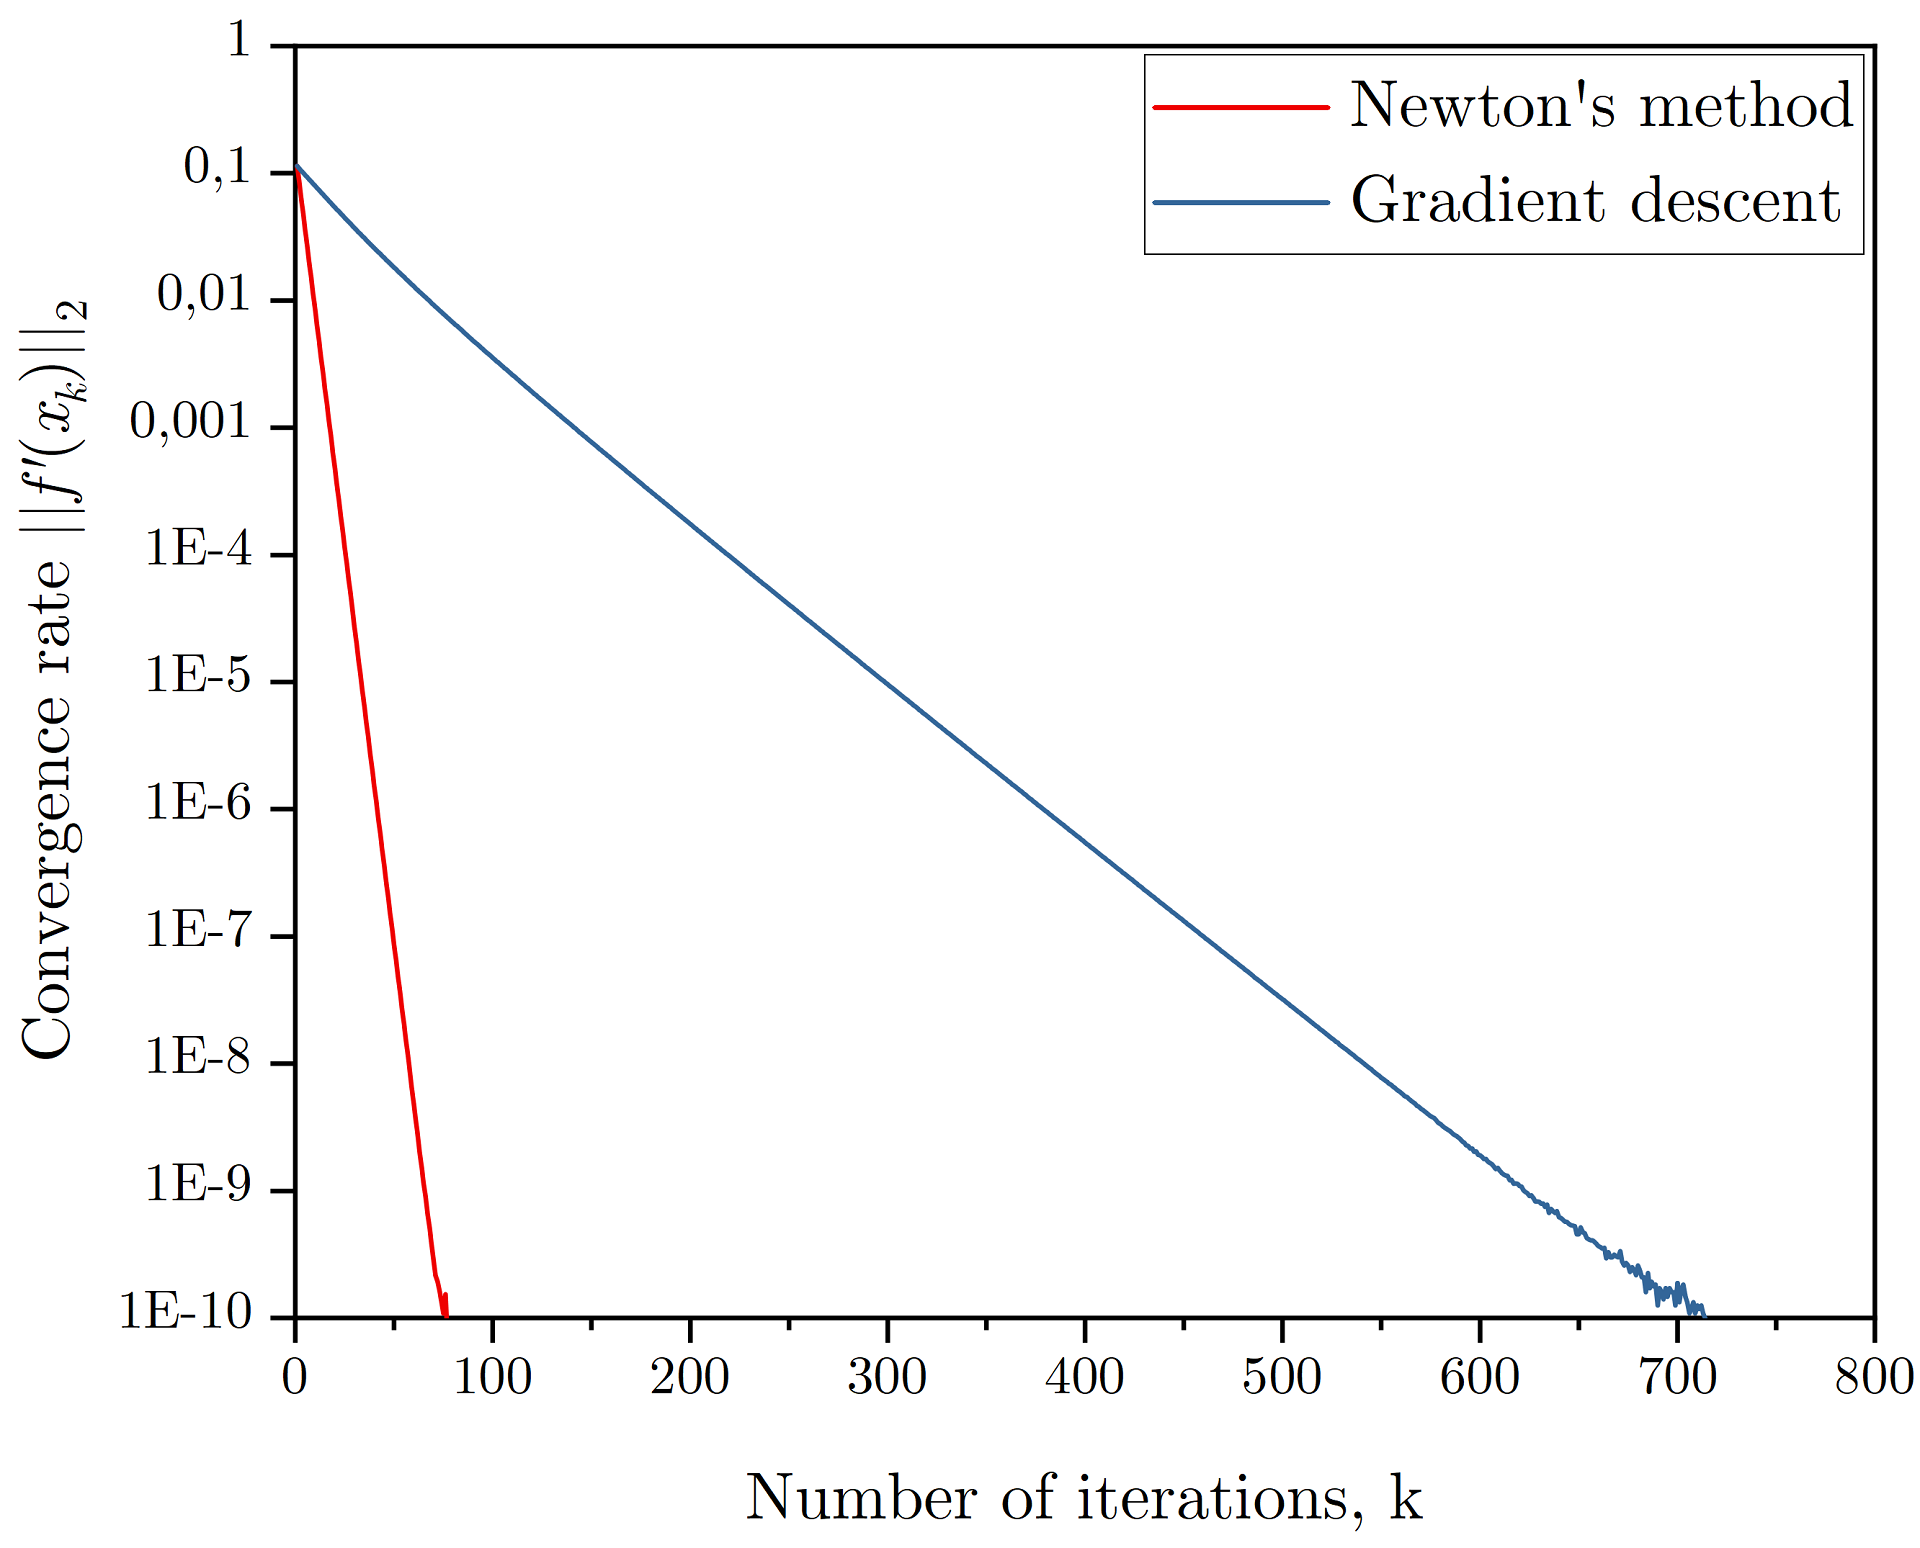 1
0,1
0,01
0,001
1E-4
1E-5
1E-6
1E-7
1E-8
1E-9
1E-10
Convergence rate ||f'(x_k)||_2
Newton's method
Gradient descent
0 100 200 300 400 500 600 700 800
Number of iterations, k